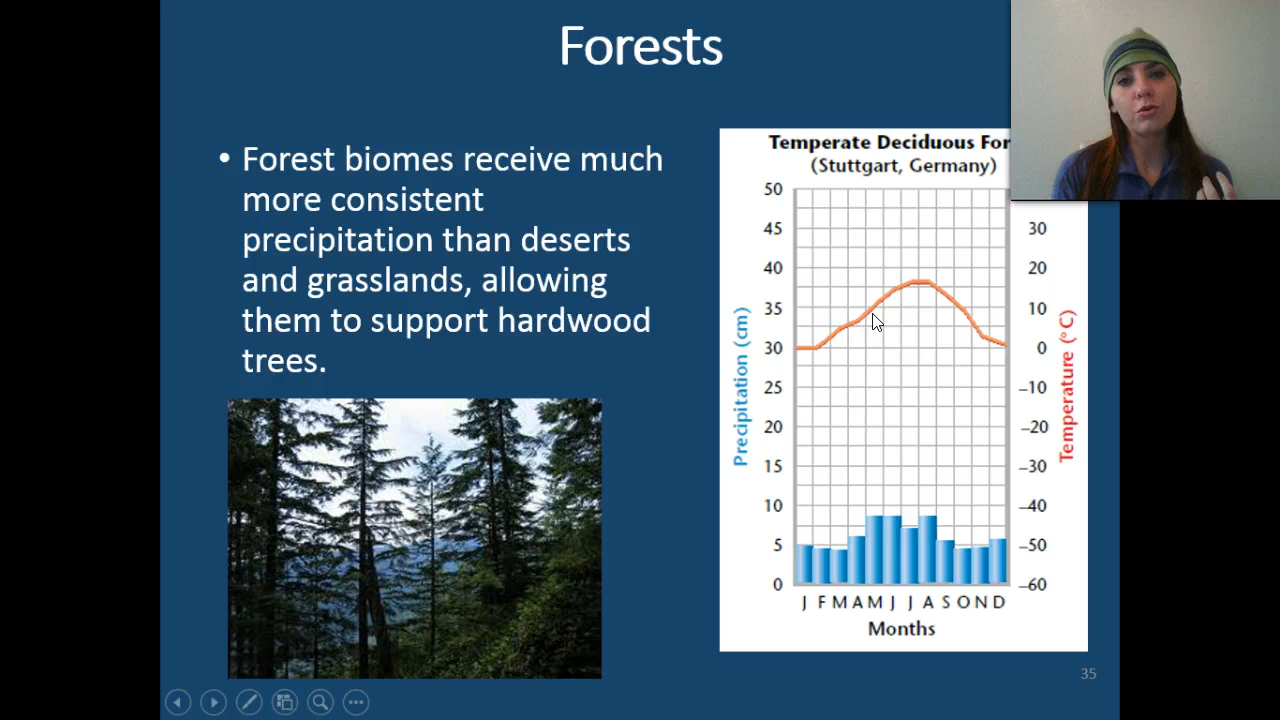 Forests
• Forest biomes receive much
more consistent
precipitation than deserts
and grasslands, allowing
them to support hardwood
trees.
Temperate Deciduous For
(Stuttgart, Germany)
50
45
40
35
30
25
20
15
10
5
0
Precipitation (cm)
30
20
10
0
–10
–20
–30
–40
–50
–60
Temperature (°C)
J F M A M J J A S O N D
Months
35